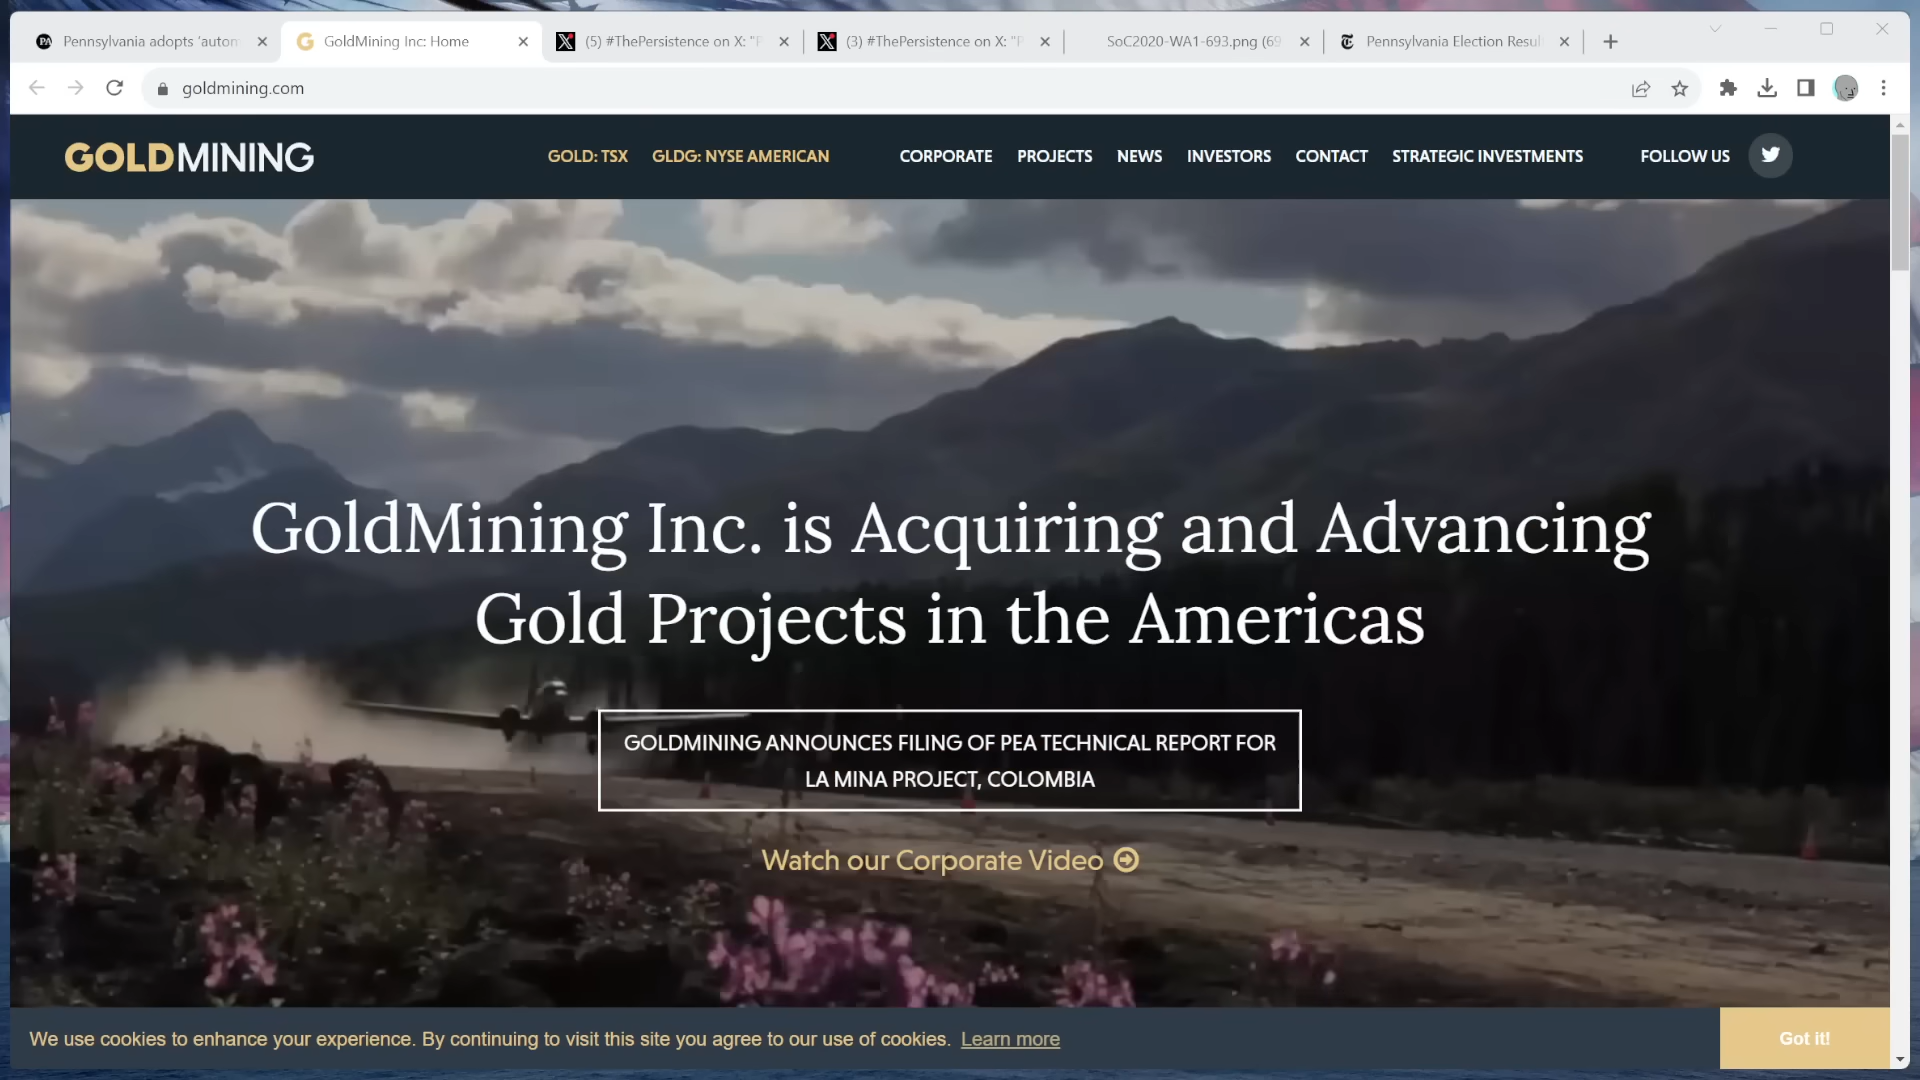 Pennsylvania adopts 'autom
GoldMining Inc: Home
(5) #ThePersistence on X: "P
(3) #ThePersistence on X: "P
SoC2020-WA1-693.png (69
Pennsylvania Election Resul
goldmining.com
GOLDMINING
GOLD: TSX
GLDG: NYSE AMERICAN
CORPORATE
PROJECTS
NEWS
INVESTORS
CONTACT
STRATEGIC INVESTMENTS
FOLLOW US
GoldMining Inc. is Acquiring and Advancing
Gold Projects in the Americas
GOLDMINING ANNOUNCES FILING OF PEA TECHNICAL REPORT FOR
LA MINA PROJECT, COLOMBIA
Watch our Corporate Video
We use cookies to enhance your experience. By continuing to visit this site you agree to our use of cookies. Learn more
Got it!